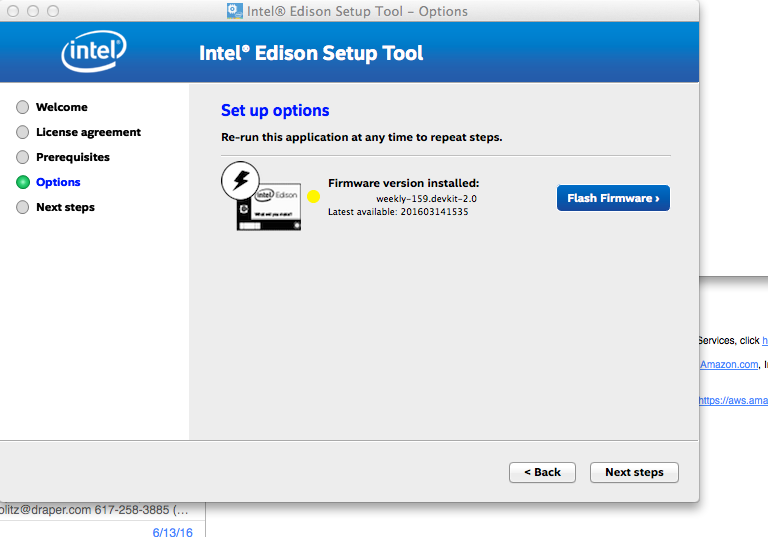 Intel® Edison Setup Tool – Options
intel
Intel® Edison Setup Tool
Welcome
License agreement
Prerequisites
Options
Next steps
Set up options
Re-run this application at any time to repeat steps.
intel Edison
What will you make?
Firmware version installed:
weekly-159.devkit-2.0
Latest available: 201603141535
Flash Firmware ›
Services, click h
Amazon.com, I
https://aws.ama
< Back
Next steps
olitz@draper.com 617-258-3885 (...
6/13/16